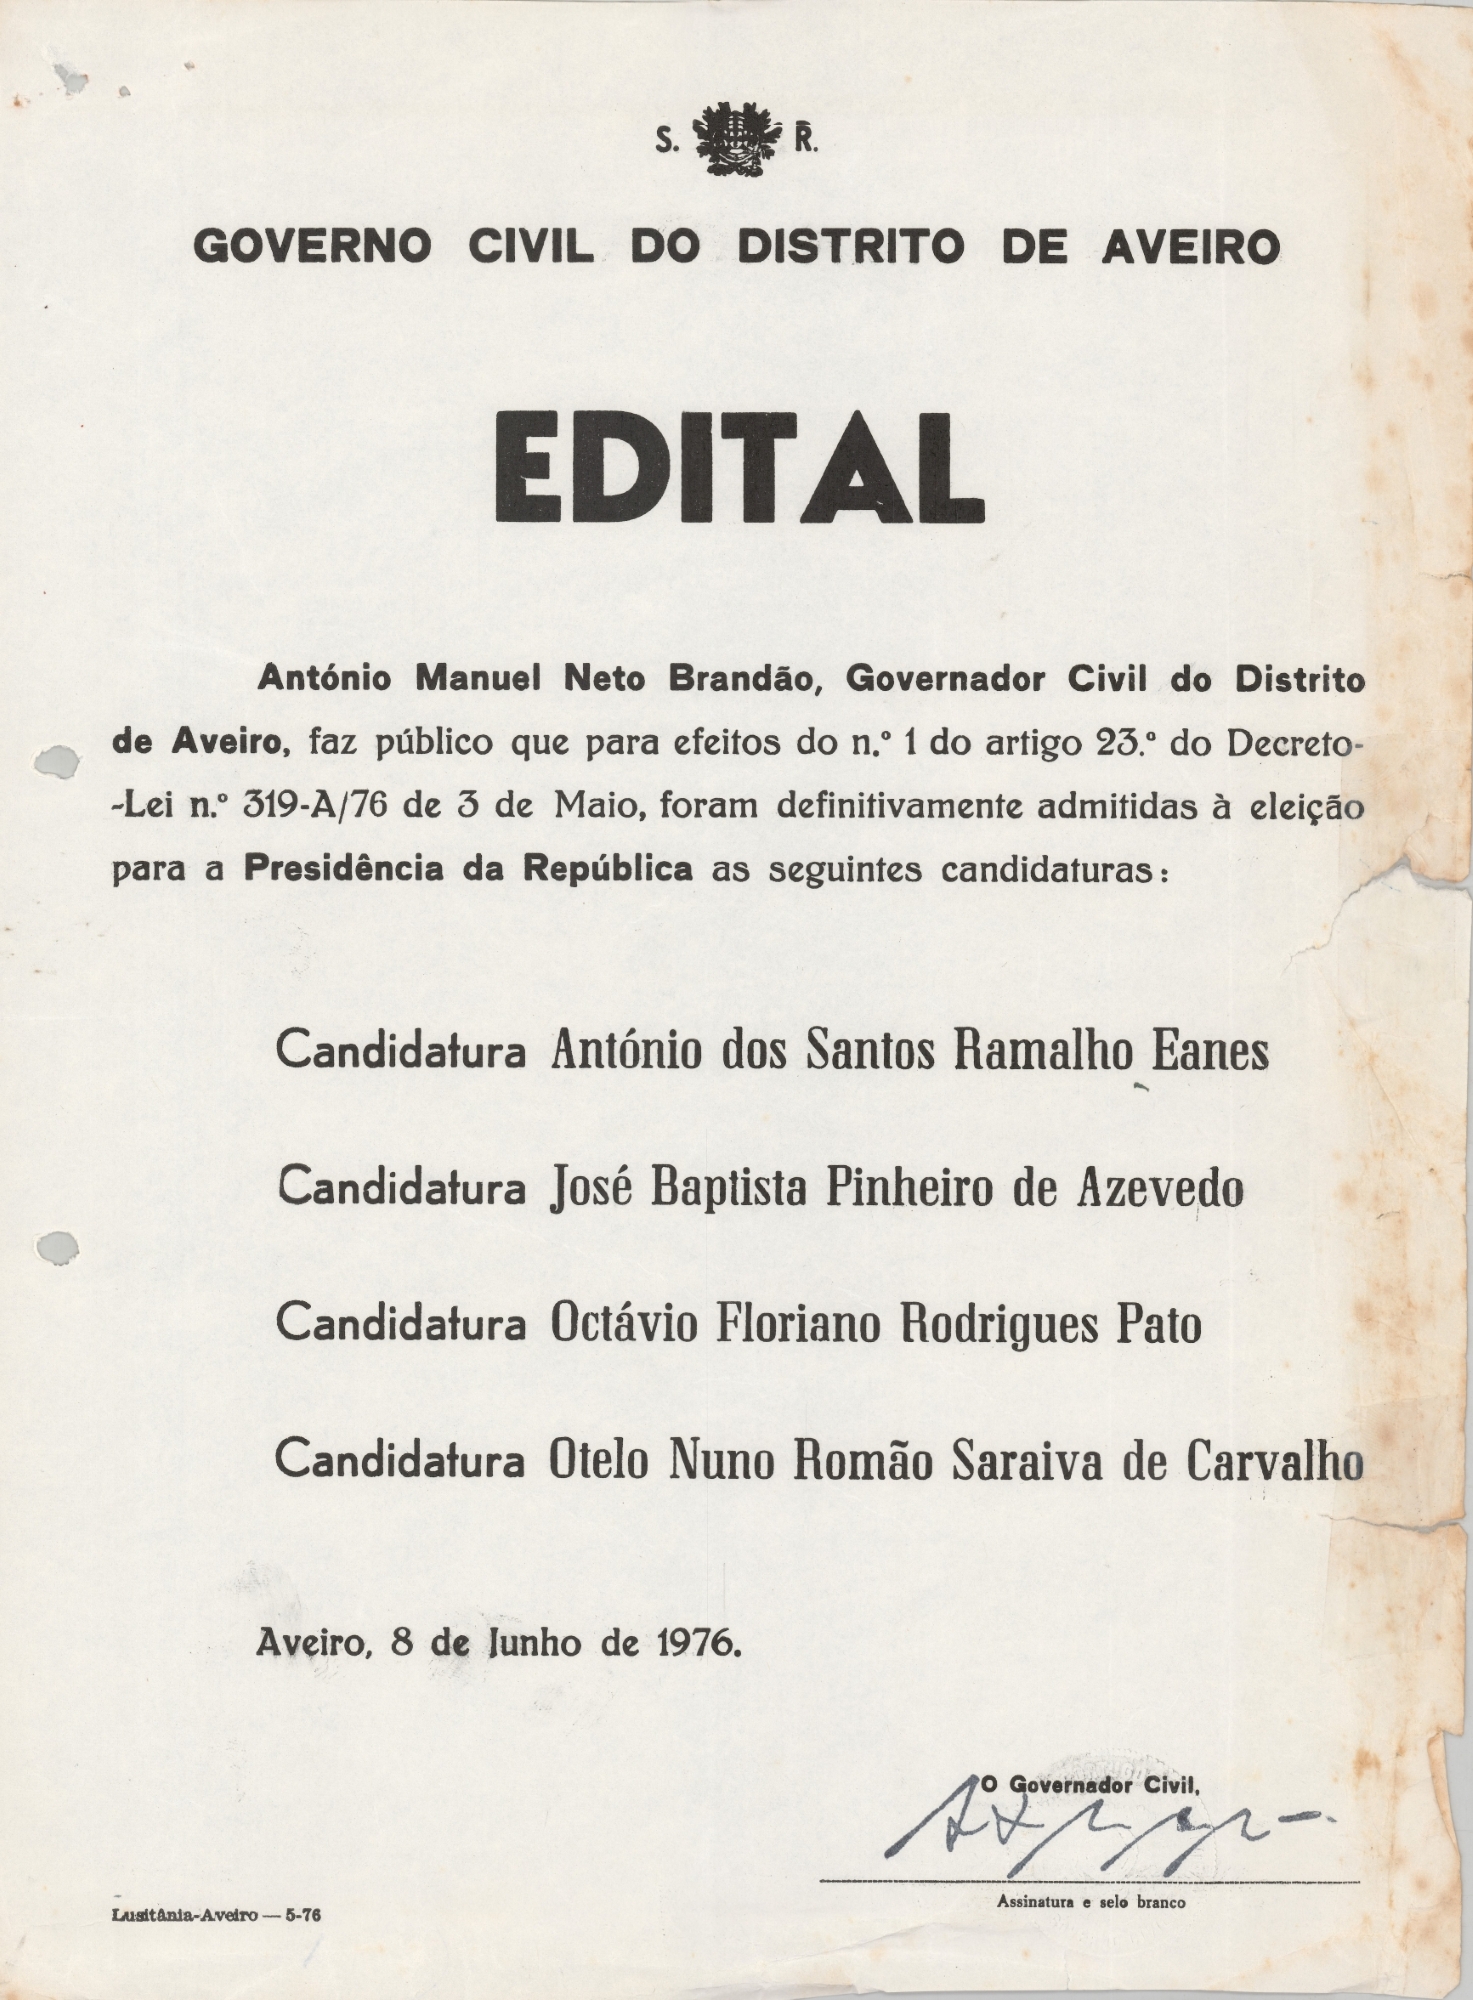 S. R.
GOVERNO CIVIL DO DISTRITO DE AVEIRO
EDITAL
António Manuel Neto Brandão, Governador Civil do Distrito
de Aveiro, faz público que para efeitos do n.º 1 do artigo 23.º do Decreto-
-Lei n.º 319-A/76 de 3 de Maio, foram definitivamente admitidas à eleição
para a Presidência da República as seguintes candidaturas:
Candidatura António dos Santos Ramalho Eanes
Candidatura José Baptista Pinheiro de Azevedo
Candidatura Octávio Floriano Rodrigues Pato
Candidatura Otelo Nuno Romão Saraiva de Carvalho
Aveiro, 8 de Junho de 1976.
O Governador Civil,
Assinatura e selo branco
Lusitânia-Aveiro — 5-76